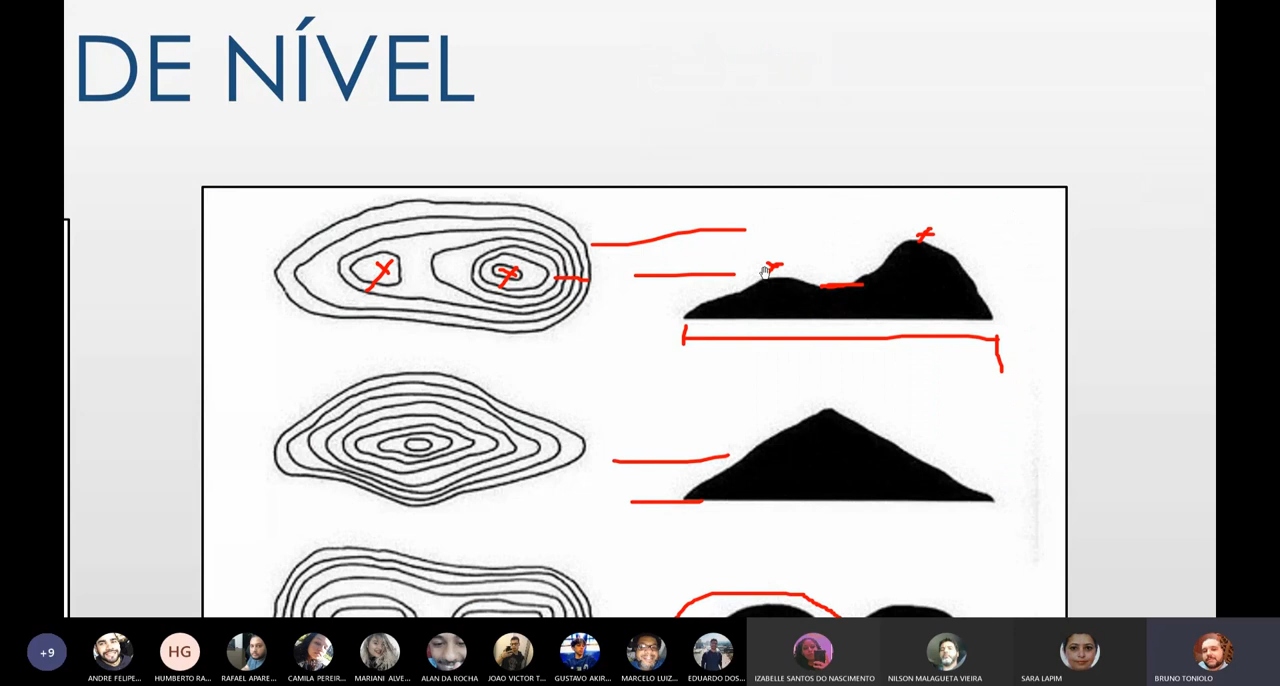 DE NÍVEL
+9
HG
ANDRE FELIPE...
HUMBERTO RA...
RAFAEL APARE...
CAMILA PEREIR...
MARIANI ALVE...
ALAN DA ROCHA
JOAO VICTOR T...
GUSTAVO AKIR...
MARCELO LUIZ...
EDUARDO DOS...
IZABELLE SANTOS DO NASCIMENTO
NILSON MALAGUETA VIEIRA
SARA LAPIM
BRUNO TONIOLO